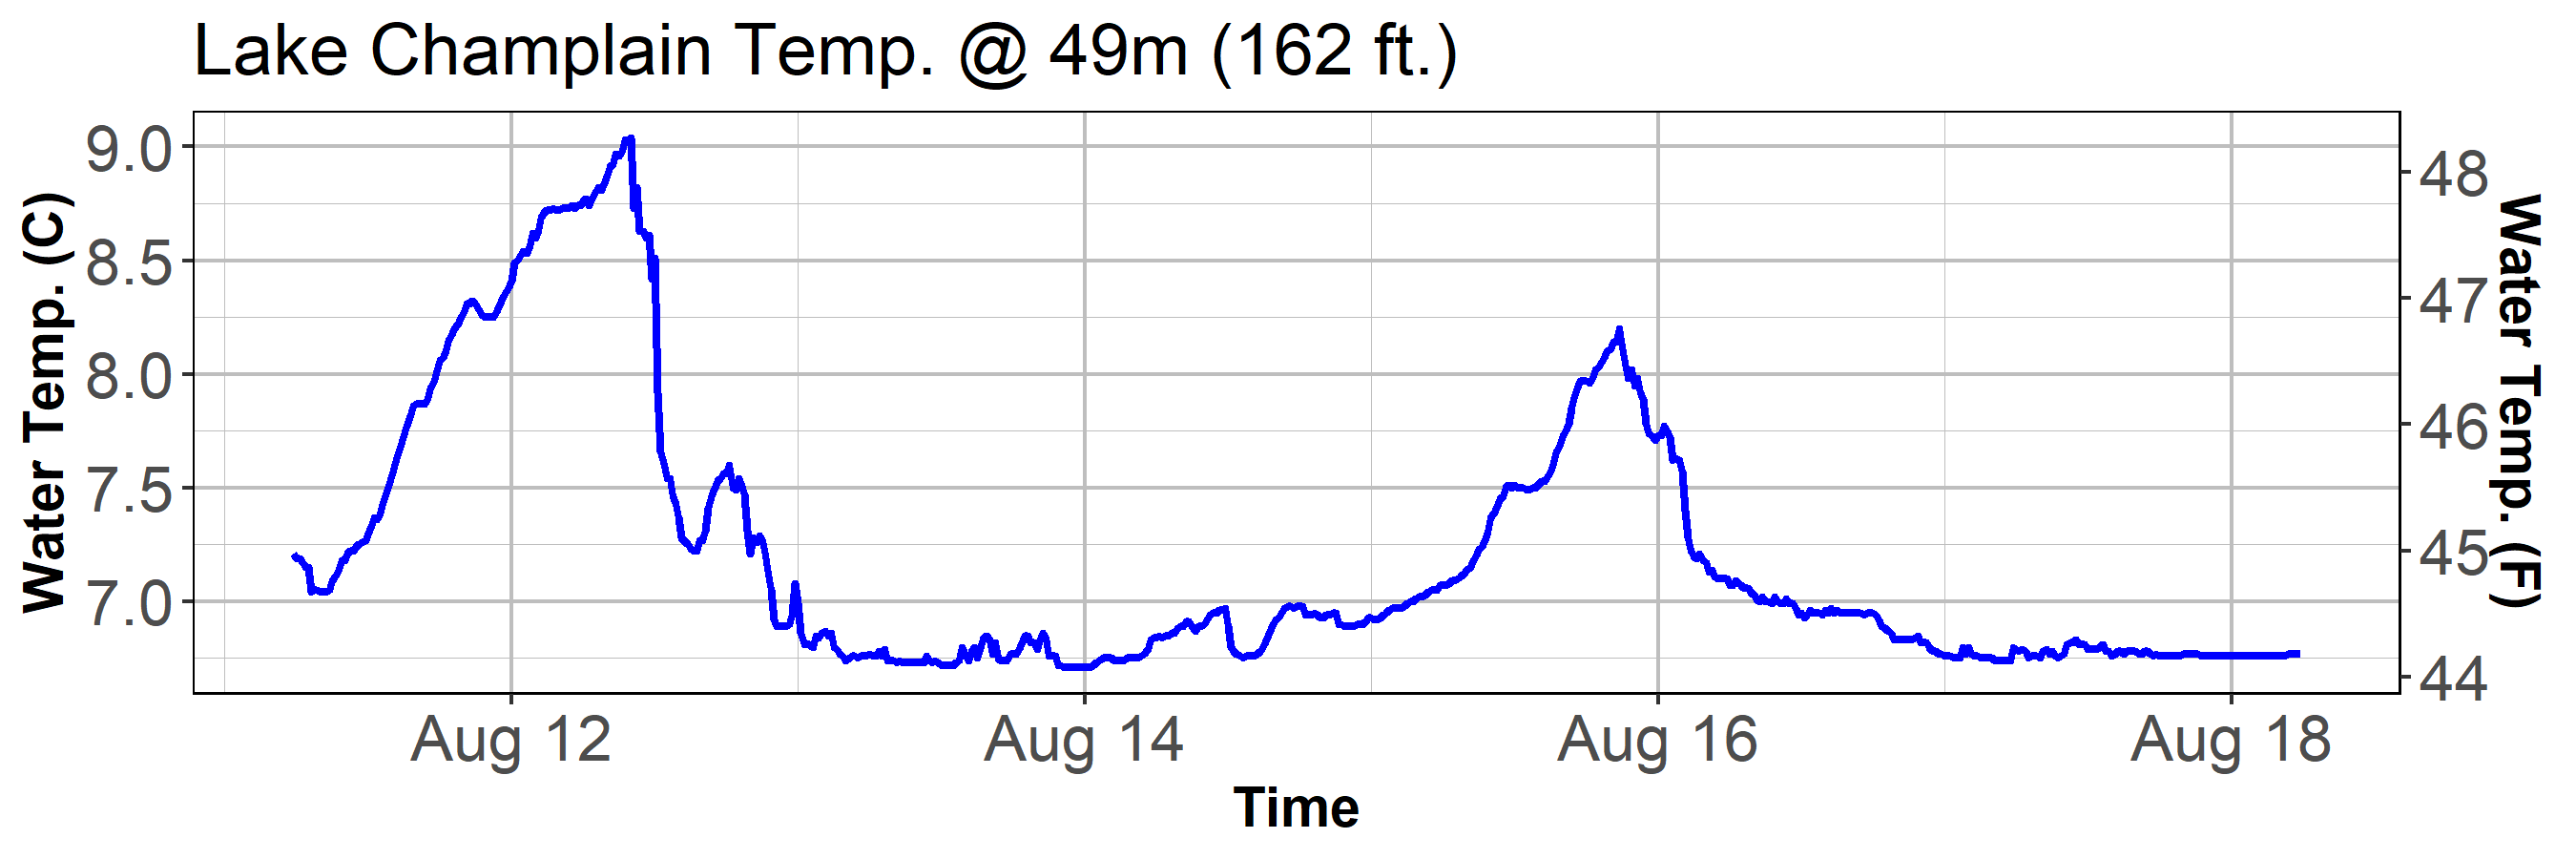 Lake Champlain Temp. @ 49m (162 ft.)
Water Temp. (C)
9.0
8.5
8.0
7.5
7.0
48
47
46
45
44
Water Temp. (F)
Aug 12 Aug 14 Aug 16 Aug 18
Time